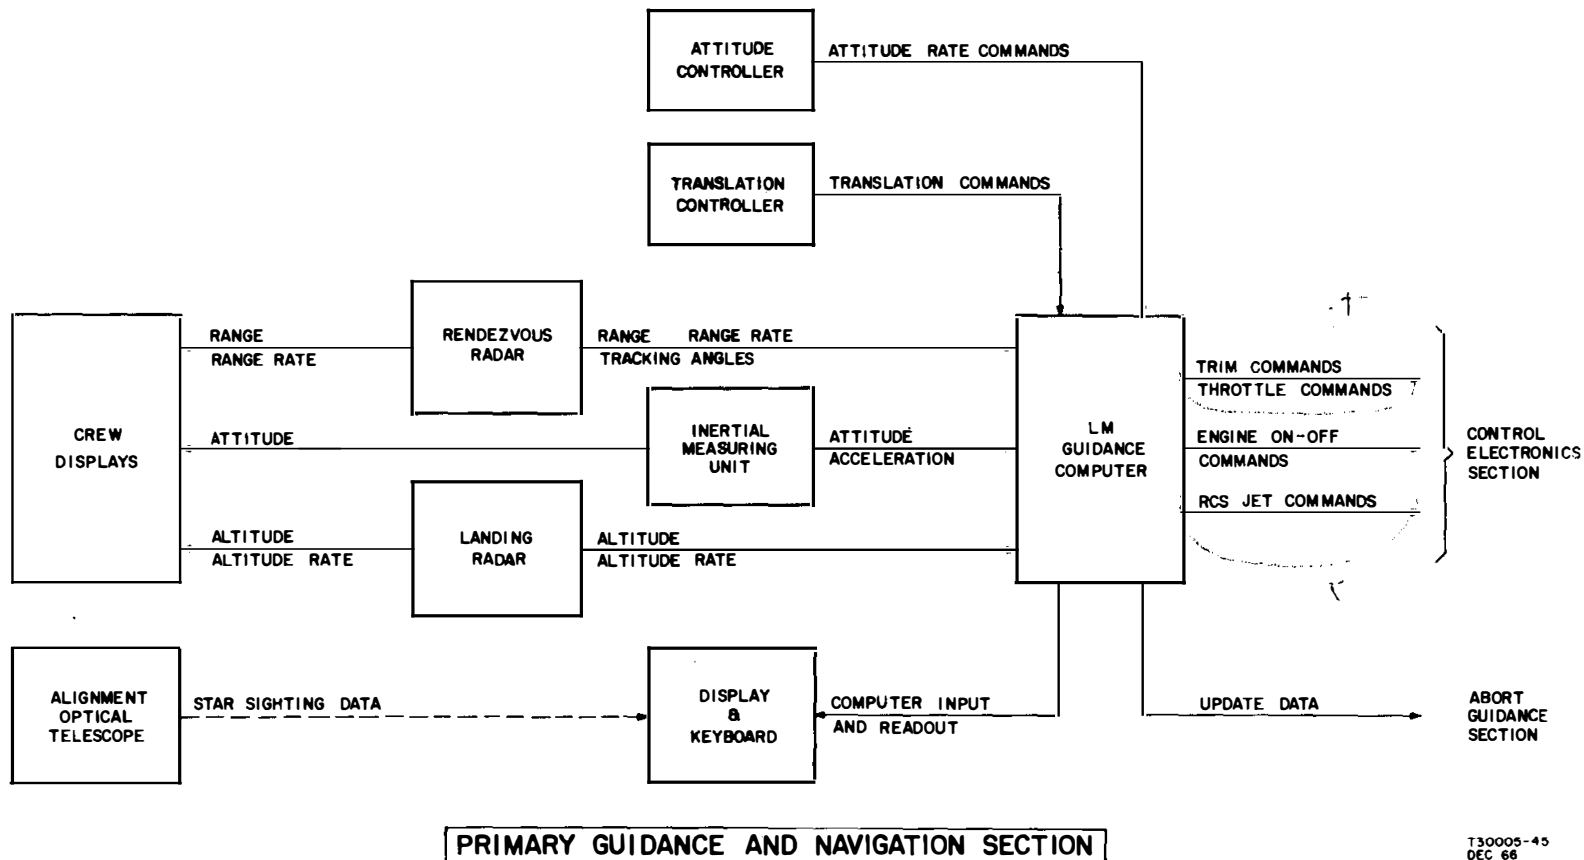 ATTITUDE
CONTROLLER
ATTITUDE RATE COMMANDS
TRANSLATION
CONTROLLER
TRANSLATION COMMANDS
CREW
DISPLAYS
RANGE
RANGE RATE
RENDEZVOUS
RADAR
RANGE RANGE RATE
TRACKING ANGLES
ATTITUDE
INERTIAL
MEASURING
UNIT
ATTITUDE
ACCELERATION
ALTITUDE
ALTITUDE RATE
LANDING
RADAR
ALTITUDE
ALTITUDE RATE
LM
GUIDANCE
COMPUTER
TRIM COMMANDS
THROTTLE COMMANDS
ENGINE ON-OFF
COMMANDS
RCS JET COMMANDS
CONTROL
ELECTRONICS
SECTION
ALIGNMENT
OPTICAL
TELESCOPE
STAR SIGHTING DATA
DISPLAY
&
KEYBOARD
COMPUTER INPUT
AND READOUT
UPDATE DATA
ABORT
GUIDANCE
SECTION
PRIMARY GUIDANCE AND NAVIGATION SECTION
T30005-45
DEC 66